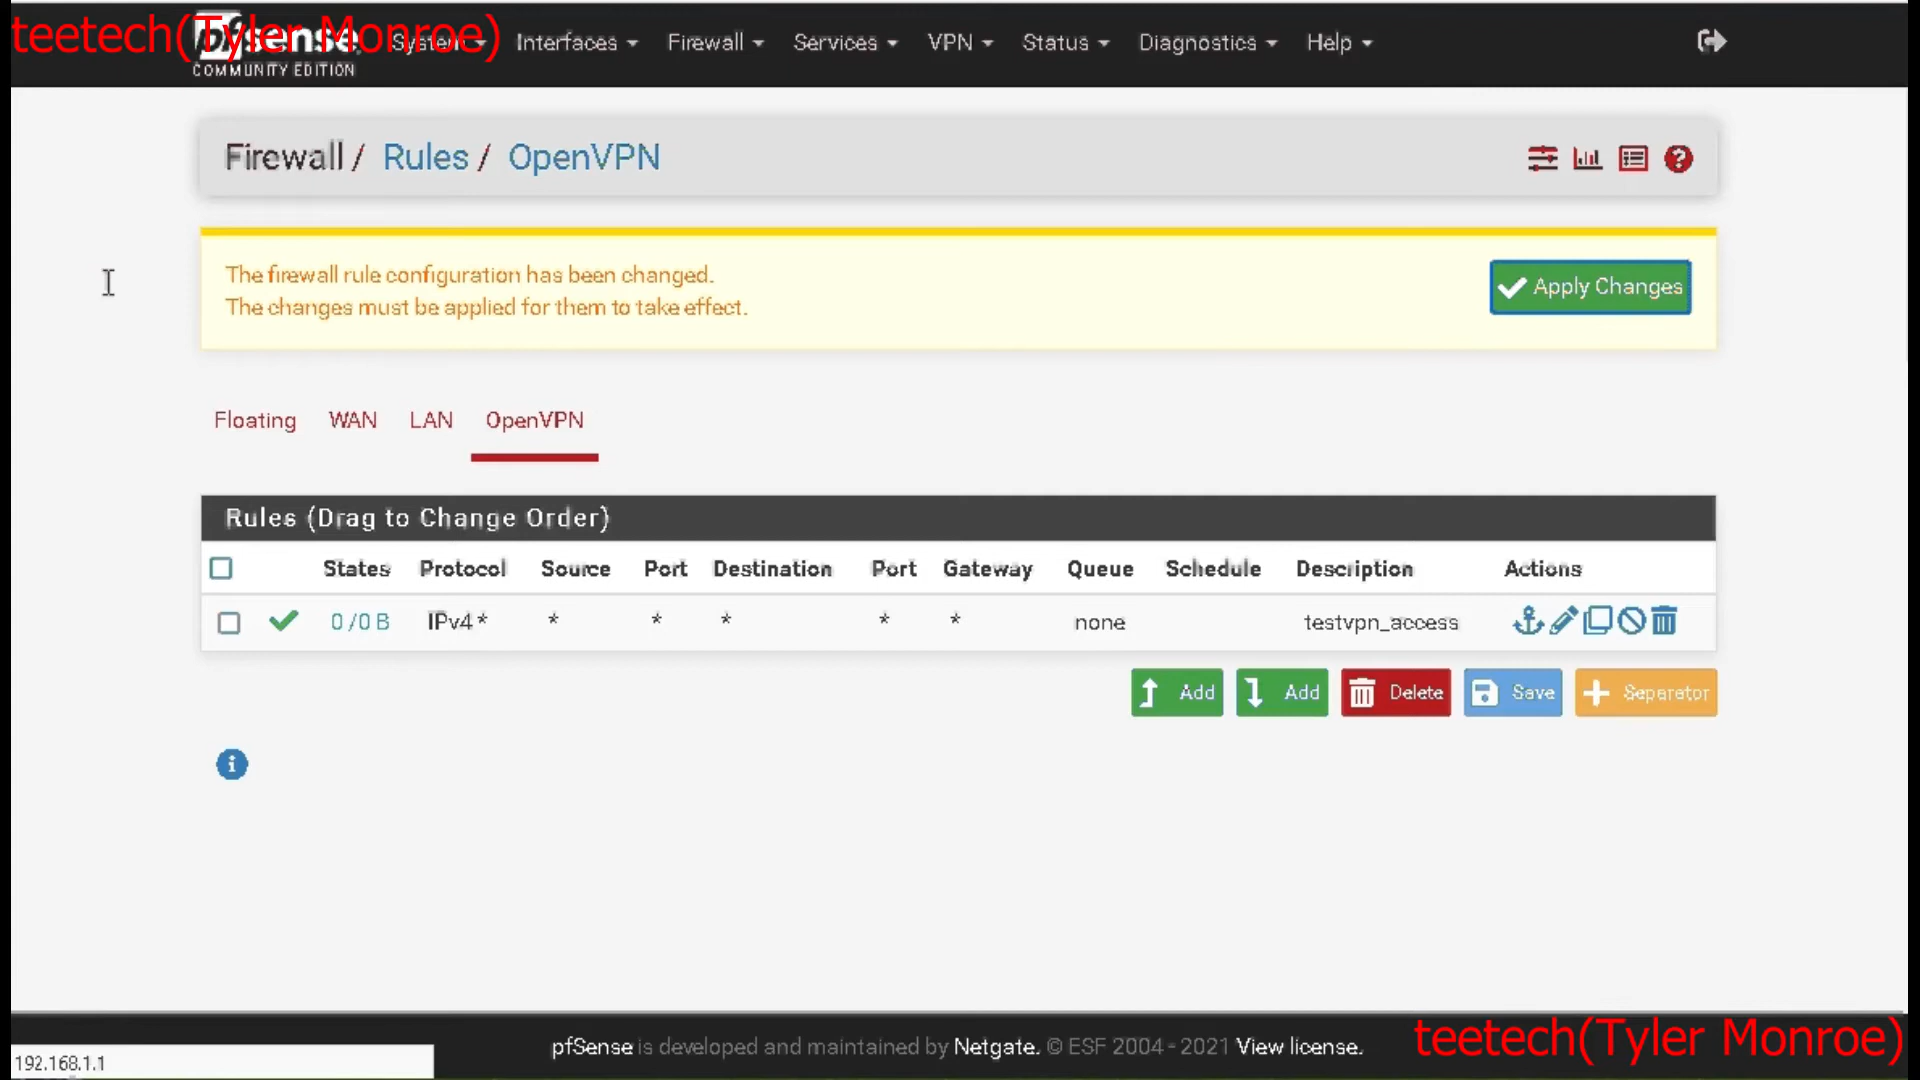 teetech(Tyler Monroe)
pfsense System Interfaces Firewall Services VPN Status Diagnostics Help
COMMUNITY EDITION
Firewall / Rules / OpenVPN
The firewall rule configuration has been changed.
The changes must be applied for them to take effect.
Apply Changes
Floating WAN LAN OpenVPN
Rules (Drag to Change Order)
States Protocol Source Port Destination Port Gateway Queue Schedule Description Actions
0 /0 B IPv4* * * * * * none testvpn_access
Add Add Delete Save Separator
pfSense is developed and maintained by Netgate. © ESF 2004 - 2021 View license.
teetech(Tyler Monroe)
192.168.1.1